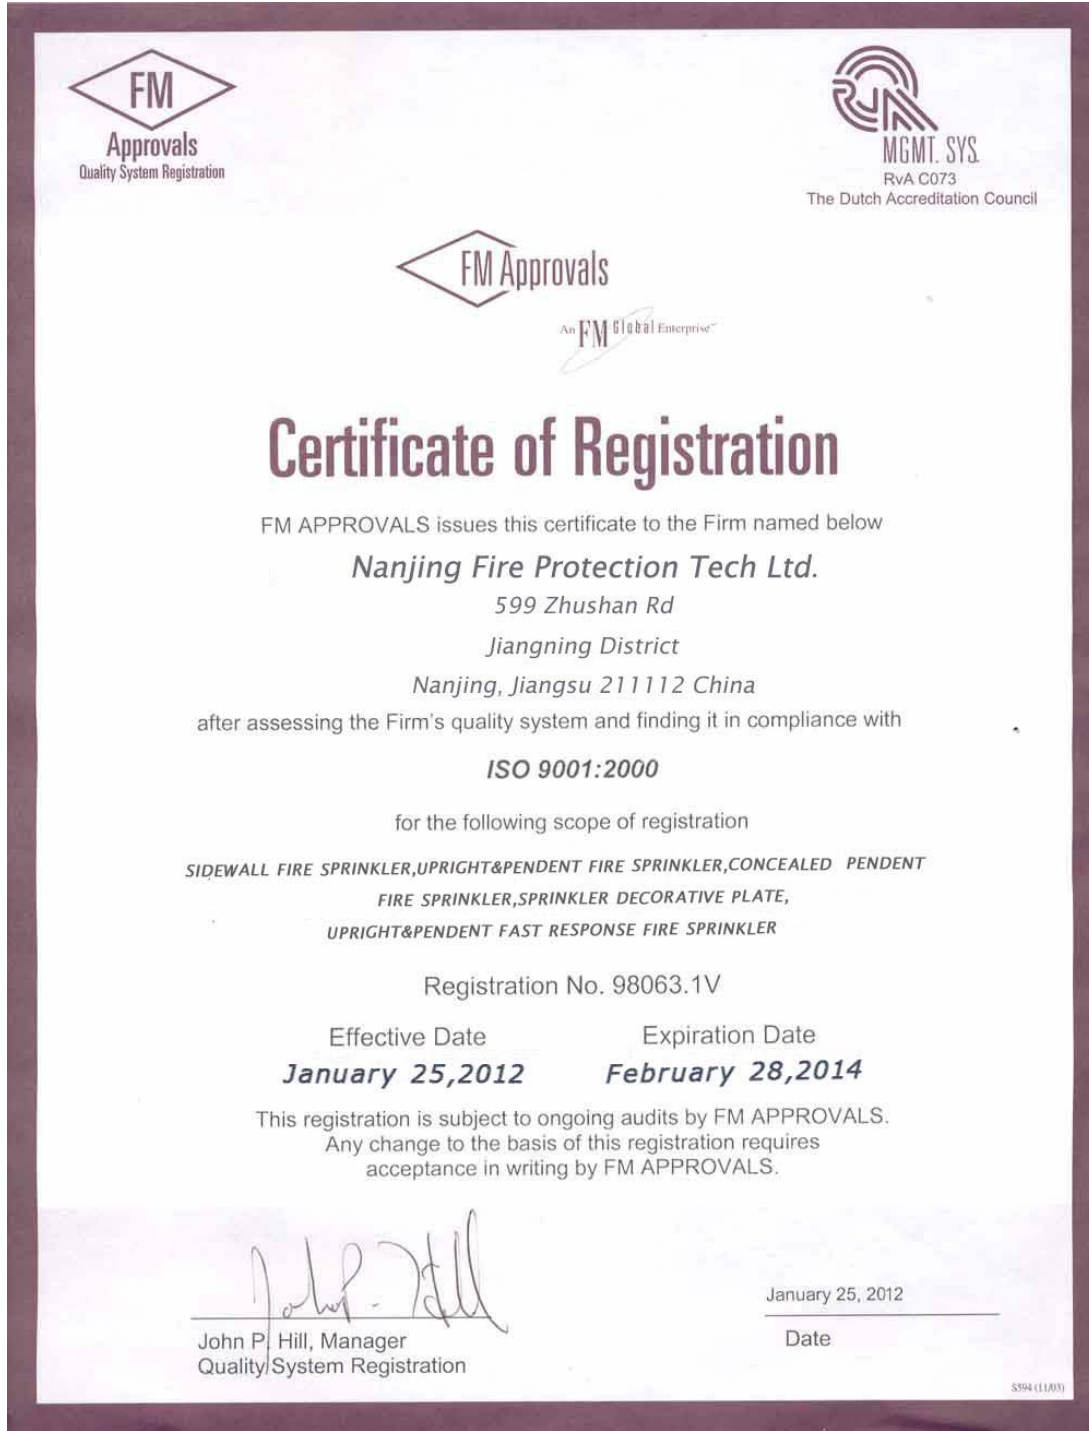 FM
Approvals
Quality System Registration
RVA
MGMT. SYS.
RvA C073
The Dutch Accreditation Council
FM Approvals
An FM Global Enterprise™
Certificate of Registration
FM APPROVALS issues this certificate to the Firm named below
Nanjing Fire Protection Tech Ltd.
599 Zhushan Rd
Jiangning District
Nanjing, Jiangsu 211112 China
after assessing the Firm's quality system and finding it in compliance with
ISO 9001:2000
for the following scope of registration
SIDEWALL FIRE SPRINKLER,UPRIGHT&PENDENT FIRE SPRINKLER,CONCEALED PENDENT
FIRE SPRINKLER,SPRINKLER DECORATIVE PLATE,
UPRIGHT&PENDENT FAST RESPONSE FIRE SPRINKLER
Registration No. 98063.1V
Effective Date Expiration Date
January 25,2012 February 28,2014
This registration is subject to ongoing audits by FM APPROVALS.
Any change to the basis of this registration requires
acceptance in writing by FM APPROVALS.
John P. Hill
January 25, 2012
John P. Hill, Manager
Date
Quality System Registration
S594 (11/03)